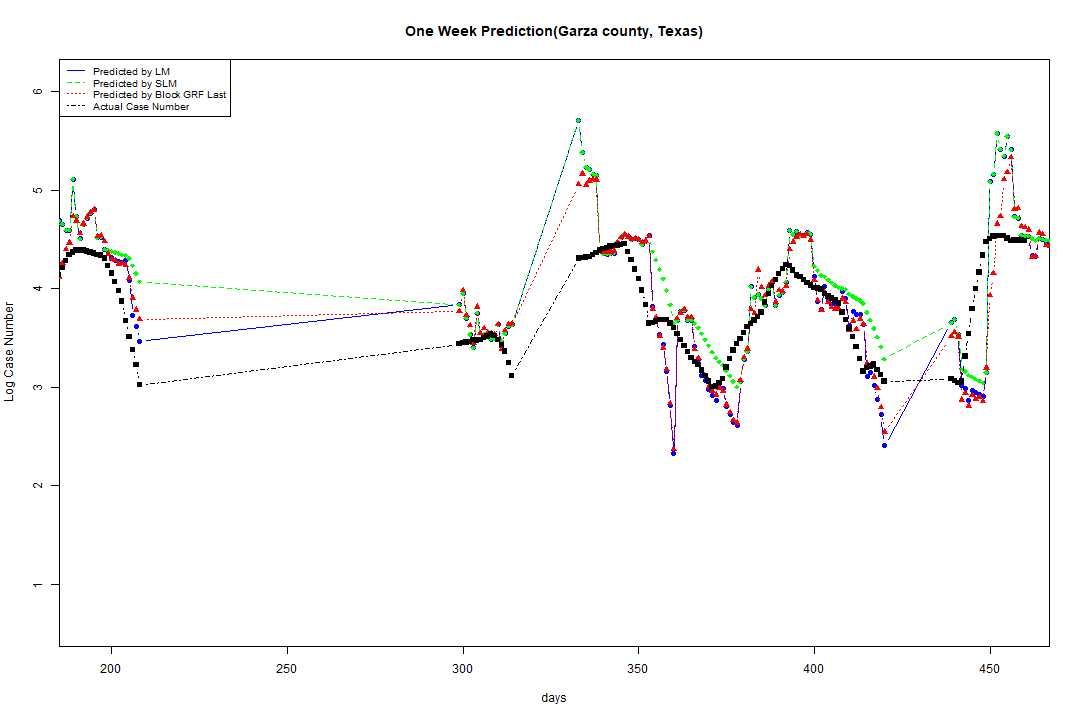 One Week Prediction(Garza county, Texas)
Predicted by LM
Predicted by SLM
Predicted by Block GRF Last
Actual Case Number
6
5
4
3
2
1
Log Case Number
200 250 300 350 400 450
days